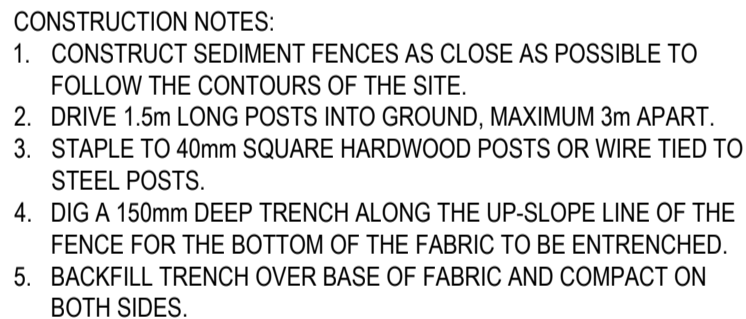 CONSTRUCTION NOTES:
1. CONSTRUCT SEDIMENT FENCES AS CLOSE AS POSSIBLE TO
FOLLOW THE CONTOURS OF THE SITE.
2. DRIVE 1.5m LONG POSTS INTO GROUND, MAXIMUM 3m APART.
3. STAPLE TO 40mm SQUARE HARDWOOD POSTS OR WIRE TIED TO
STEEL POSTS.
4. DIG A 150mm DEEP TRENCH ALONG THE UP-SLOPE LINE OF THE
FENCE FOR THE BOTTOM OF THE FABRIC TO BE ENTRENCHED.
5. BACKFILL TRENCH OVER BASE OF FABRIC AND COMPACT ON
BOTH SIDES.